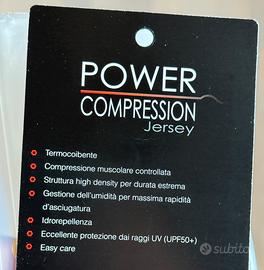 POWER
COMPRESSION
Jersey
Termocoibente
Compressione muscolare controllata
Struttura high density per durata estrema
Gestione dell'umidità per massima rapidità
d'asciugatura
Idrorepellenza
Eccellente protezione dai raggi UV (UPF50+)
Easy care
subito